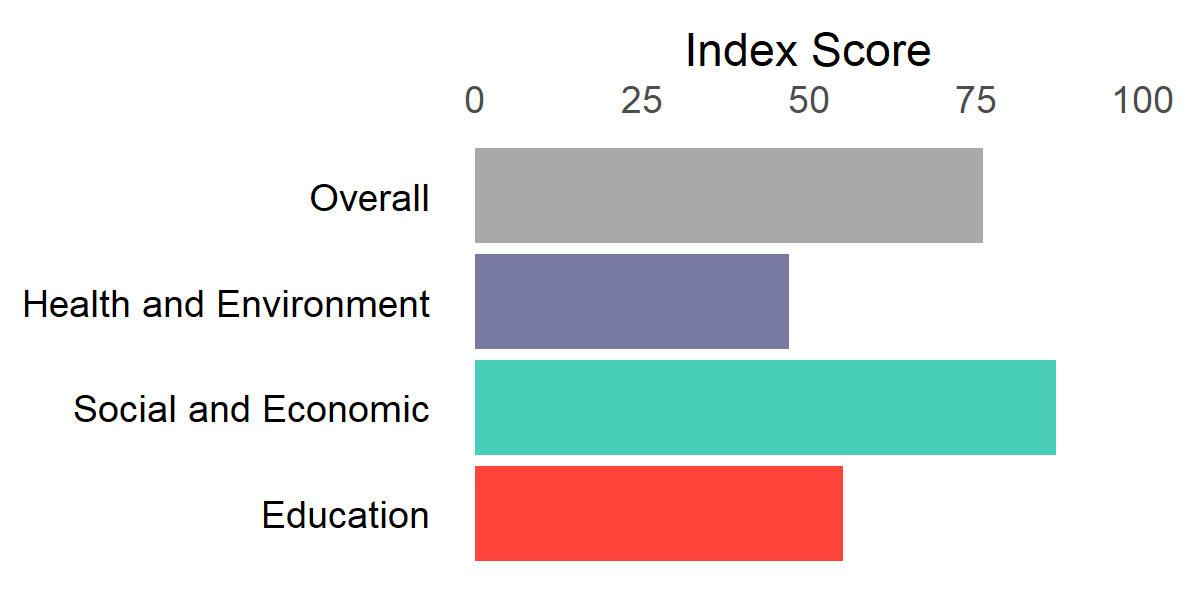 Index Score
0 25 50 75 100
Overall
Health and Environment
Social and Economic
Education